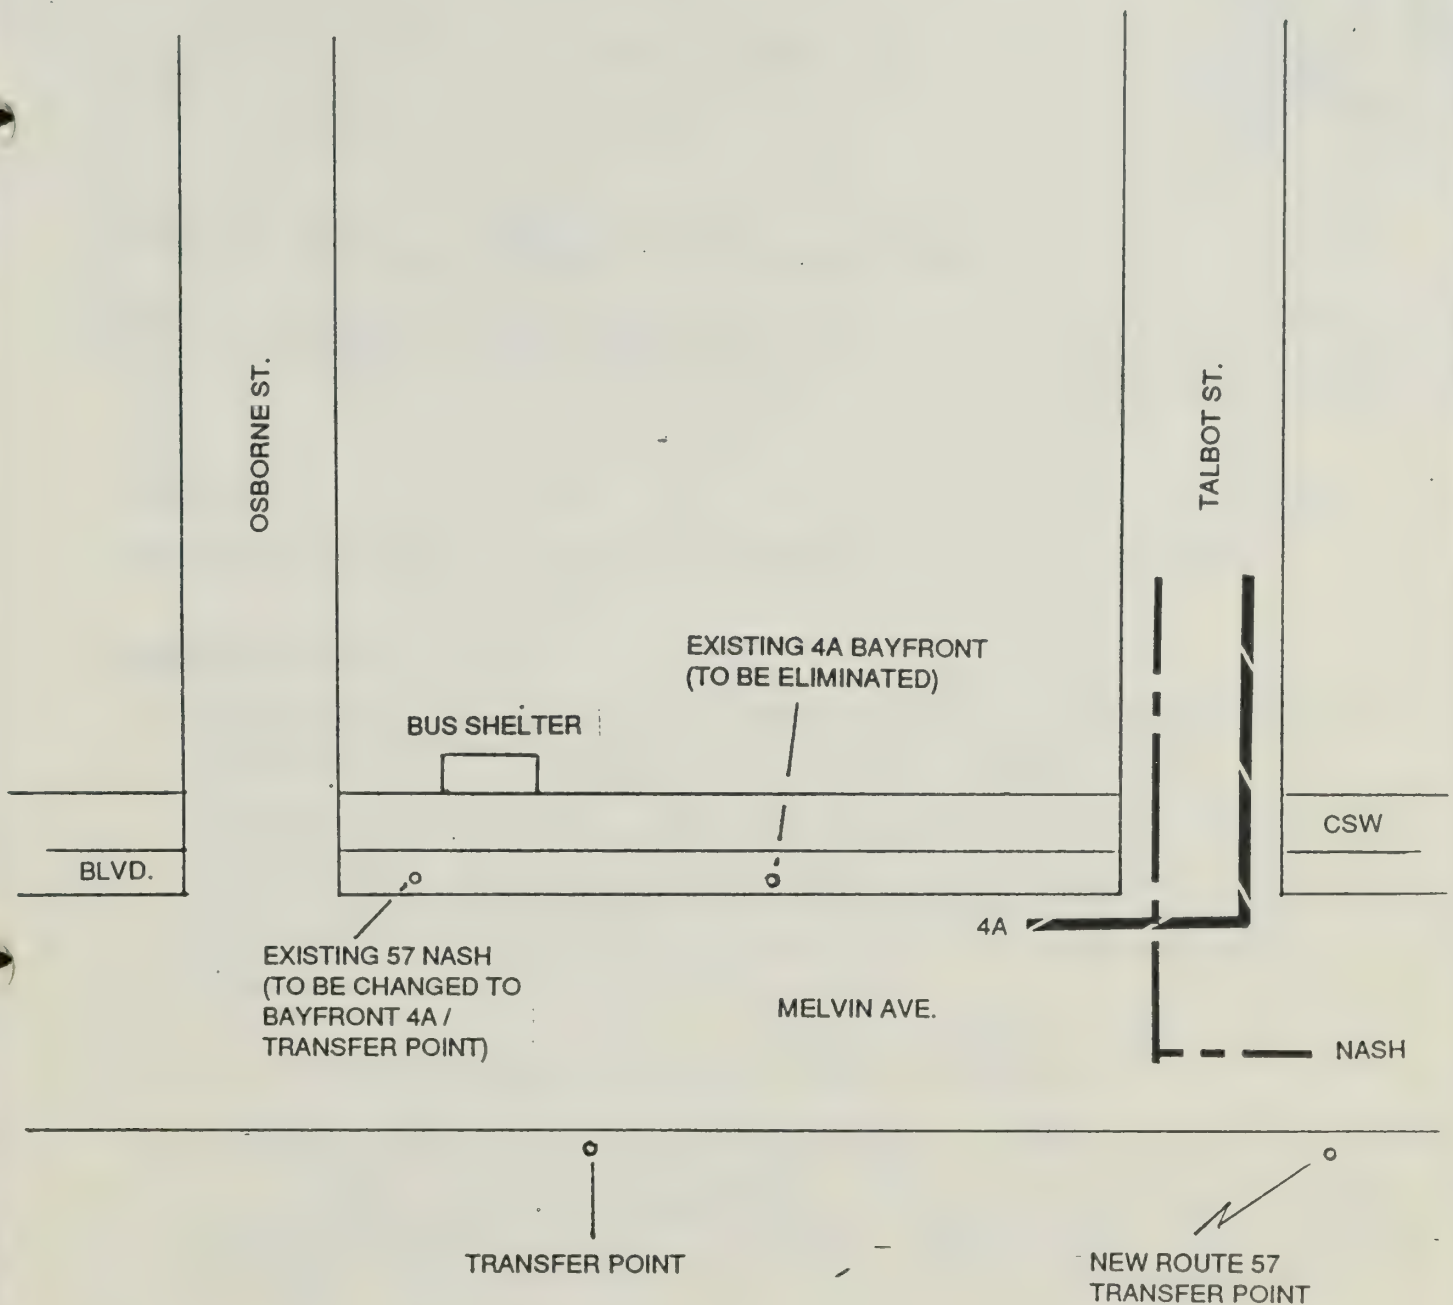 OSBORNE ST.
TALBOT ST.
EXISTING 4A BAYFRONT
(TO BE ELIMINATED)
BUS SHELTER
CSW
BLVD.
4A
EXISTING 57 NASH
(TO BE CHANGED TO
BAYFRONT 4A /
TRANSFER POINT)
MELVIN AVE.
NASH
TRANSFER POINT
NEW ROUTE 57
TRANSFER POINT